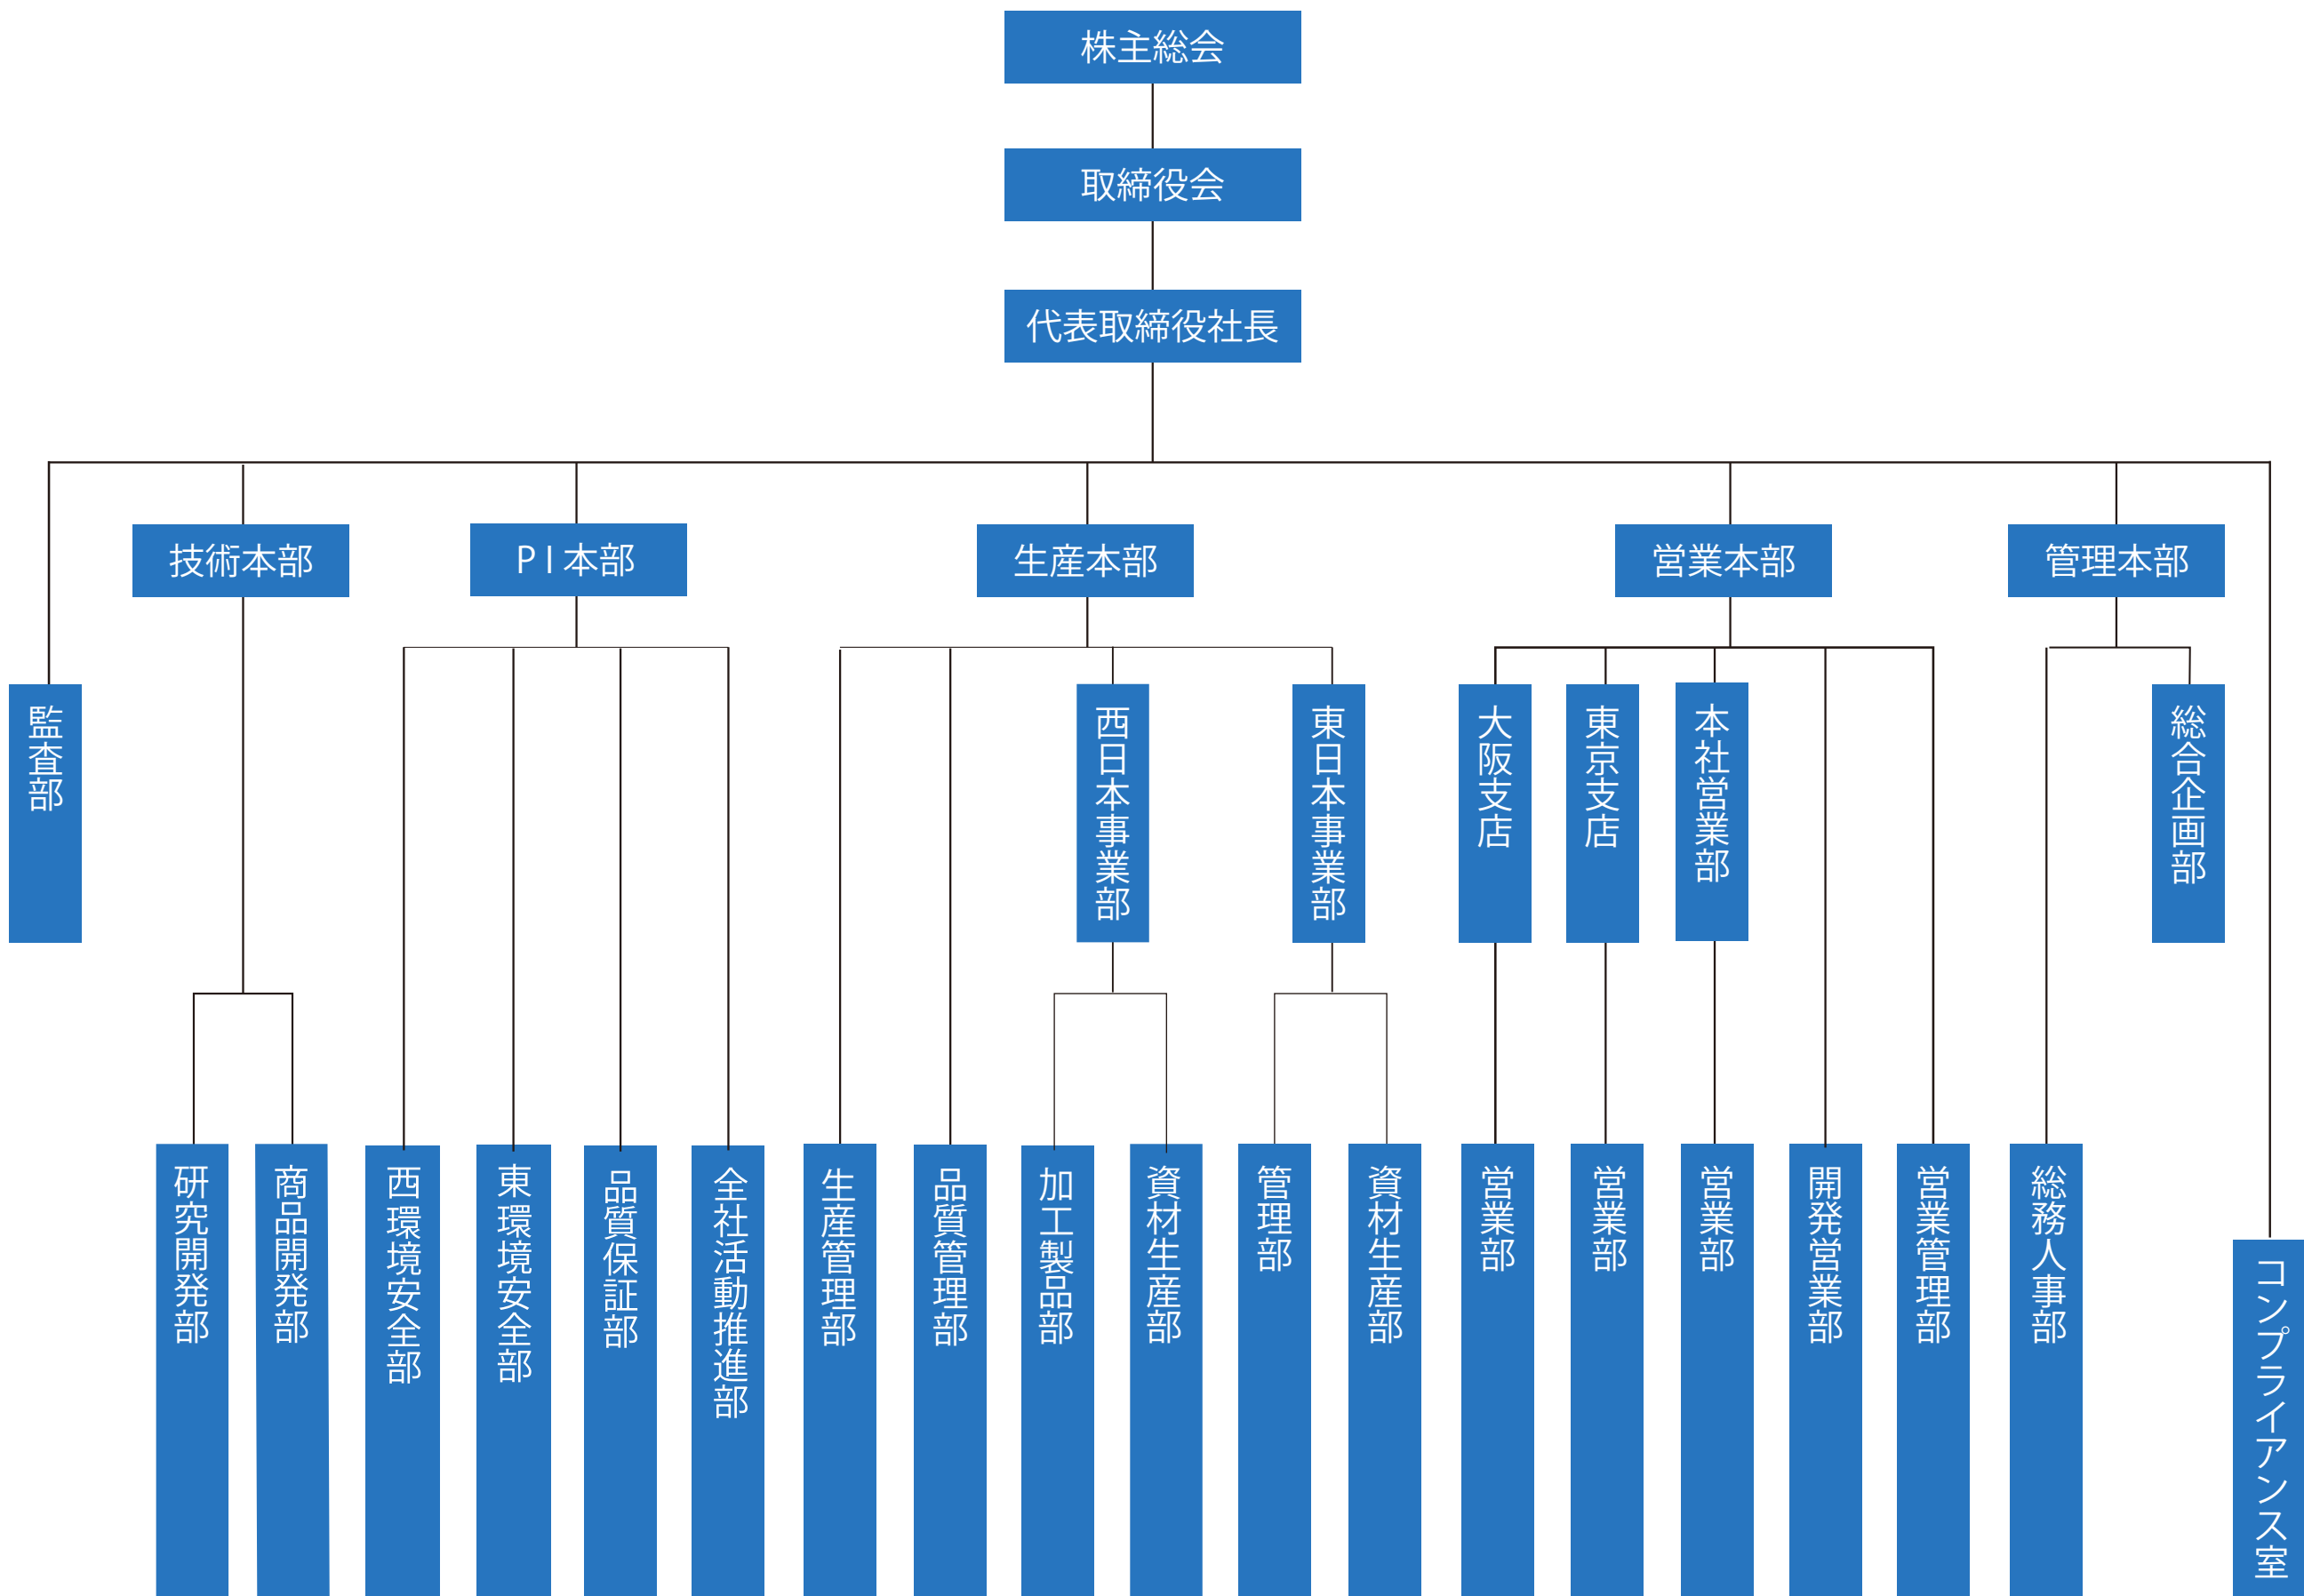 株主総会
取締役会
代表取締役社長
技術本部
PI本部
生産本部
営業本部
管理本部
監査部
西日本事業部
東日本事業部
大阪支店
東京支店
本社営業部
総合企画部
研究開発部
商品開発部
西環境安全部
東環境安全部
品質保証部
全社活動推進部
生産管理部
品質管理部
加工製品部
資材生産部
管理部
資材生産部
営業部
営業部
営業部
開発営業部
営業管理部
総務人事部
コンプライアンス室